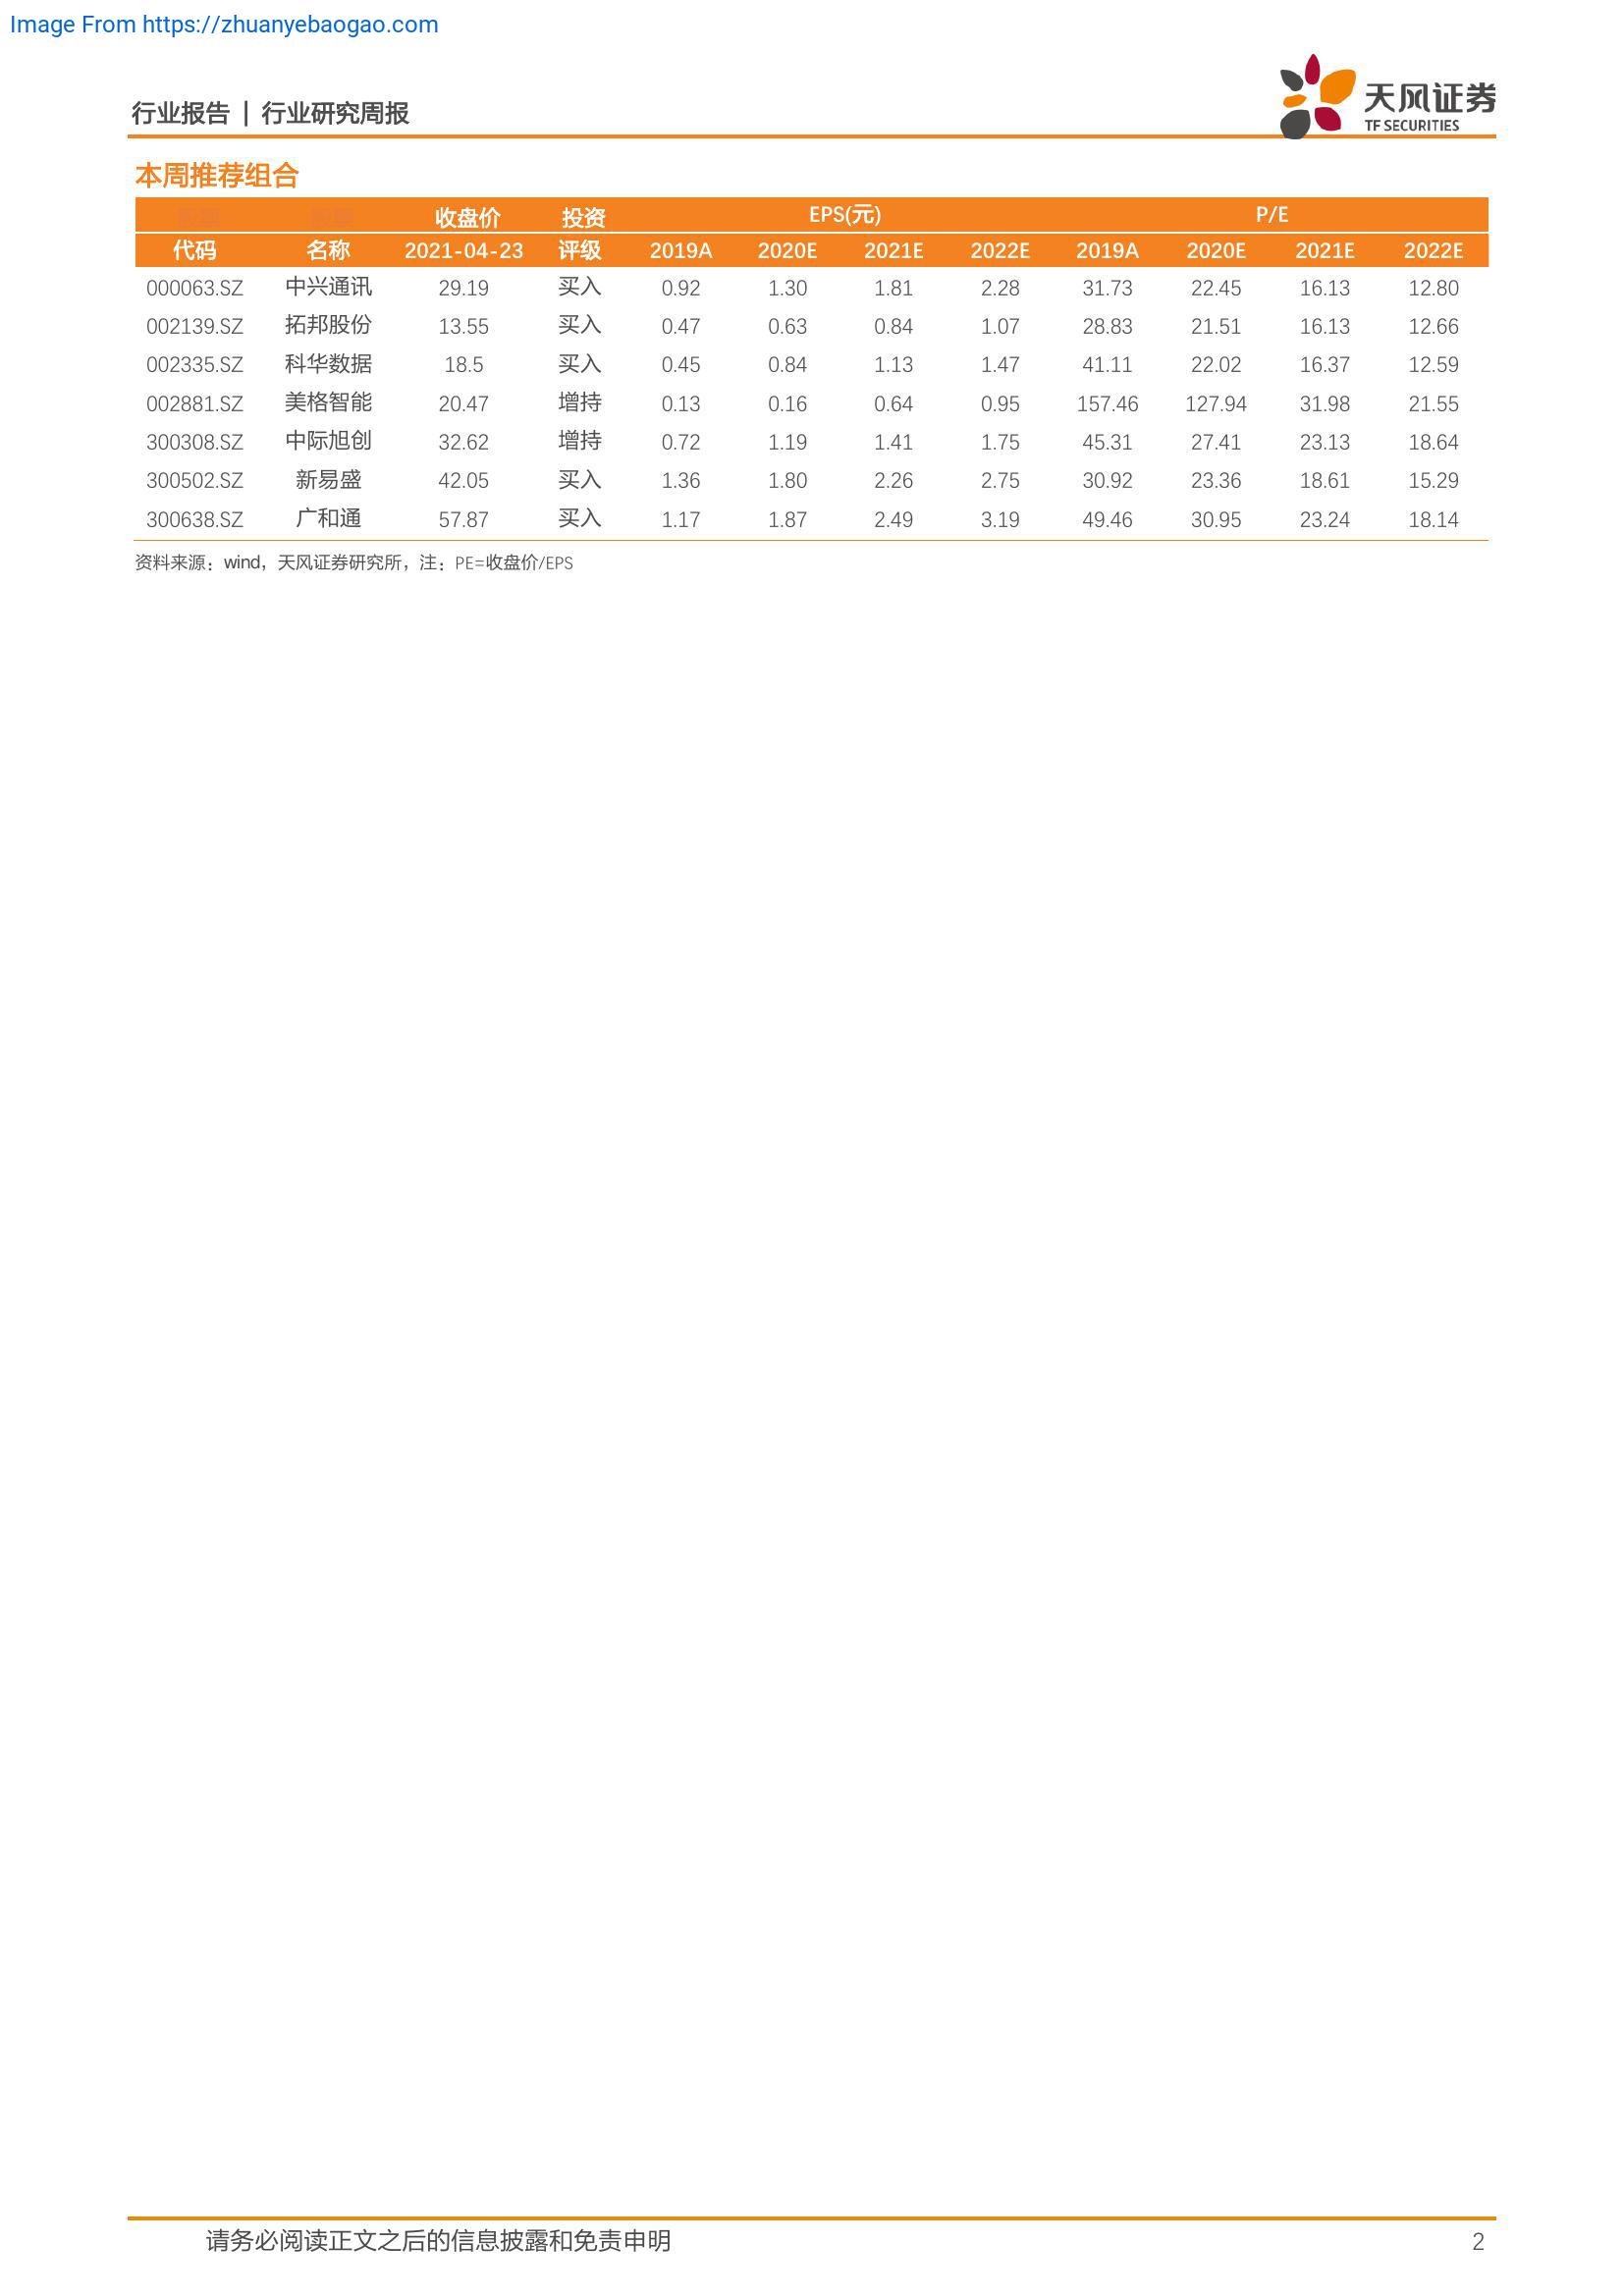 Image From https://zhuanyebaogao.com
行业报告 | 行业研究周报
天风证券
TF SECURITIES
本周推荐组合
收盘价 投资 EPS(元) P/E
代码 名称 2021-04-23 评级 2019A 2020E 2021E 2022E 2019A 2020E 2021E 2022E
000063.SZ 中兴通讯 29.19 买入 0.92 1.30 1.81 2.28 31.73 22.45 16.13 12.80
002139.SZ 拓邦股份 13.55 买入 0.47 0.63 0.84 1.07 28.83 21.51 16.13 12.66
002335.SZ 科华数据 18.5 买入 0.45 0.84 1.13 1.47 41.11 22.02 16.37 12.59
002881.SZ 美格智能 20.47 增持 0.13 0.16 0.64 0.95 157.46 127.94 31.98 21.55
300308.SZ 中际旭创 32.62 增持 0.72 1.19 1.41 1.75 45.31 27.41 23.13 18.64
300502.SZ 新易盛 42.05 买入 1.36 1.80 2.26 2.75 30.92 23.36 18.61 15.29
300638.SZ 广和通 57.87 买入 1.17 1.87 2.49 3.19 49.46 30.95 23.24 18.14
资料来源：wind，天风证券研究所，注：PE=收盘价/EPS
请务必阅读正文之后的信息披露和免责申明 2